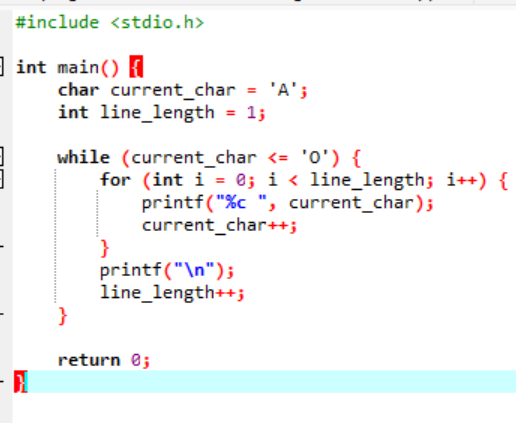 #include <stdio.h>
int main() {
    char current_char = 'A';
    int line_length = 1;
    while (current_char <= 'O') {
        for (int i = 0; i < line_length; i++) {
            printf("%c ", current_char);
            current_char++;
        }
        printf("\n");
        line_length++;
    }
    return 0;
}